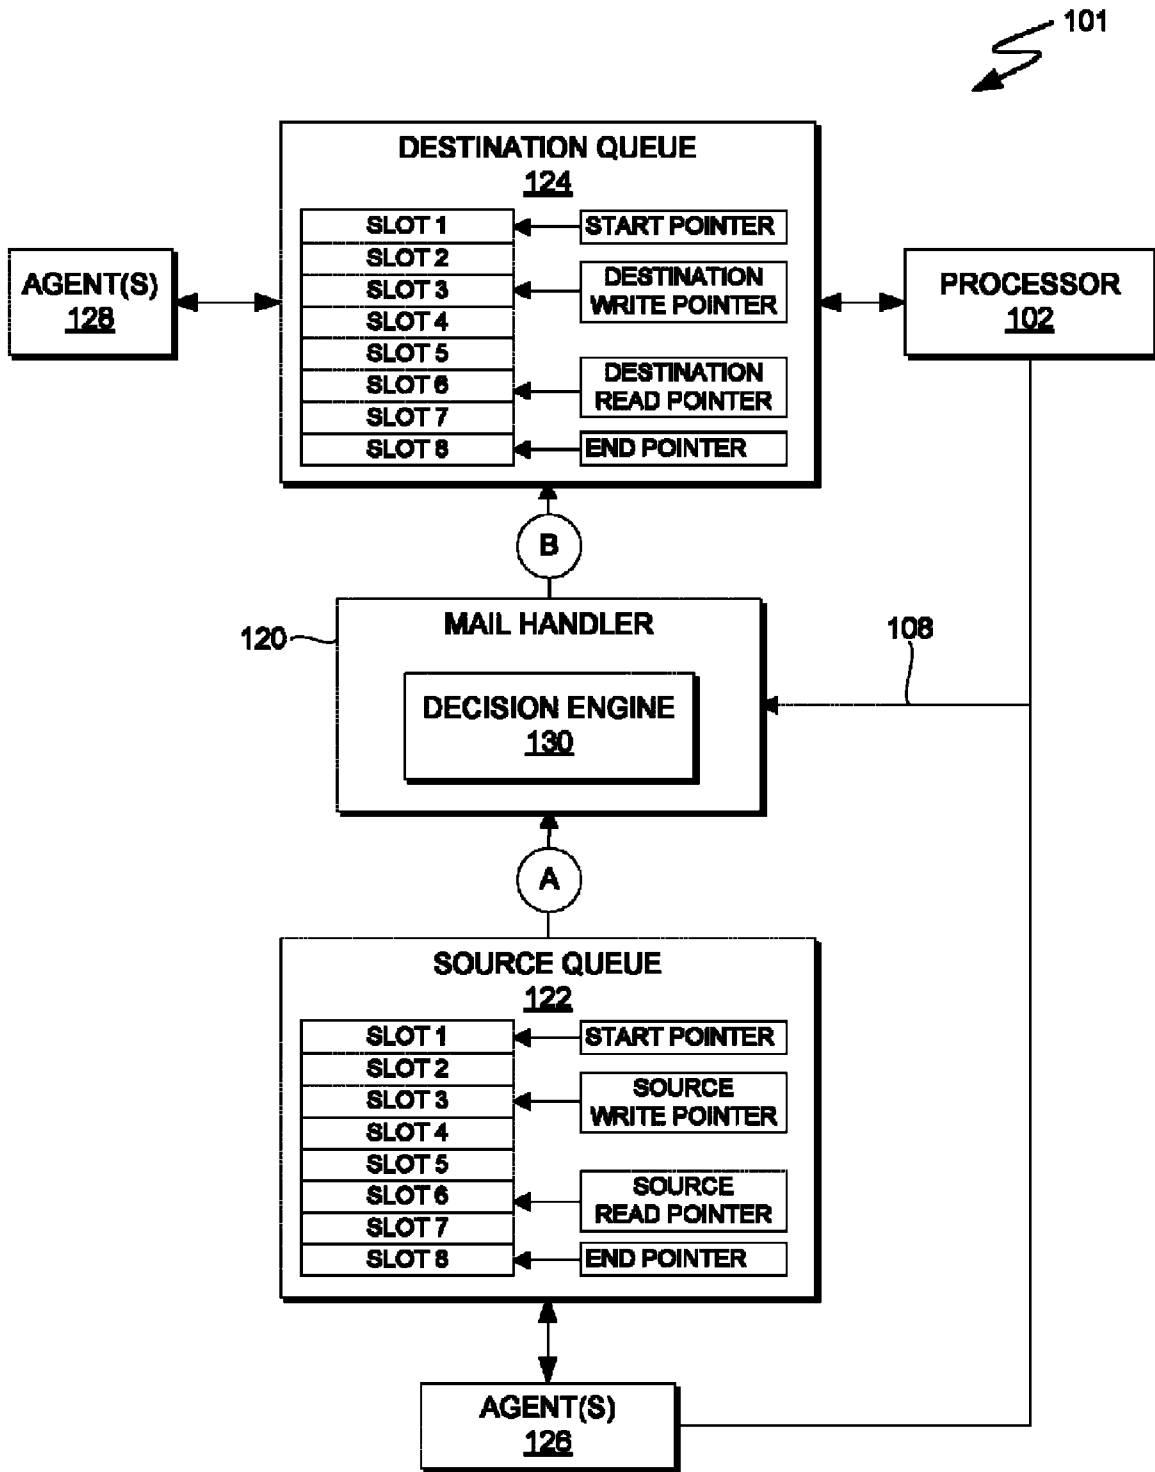 101
DESTINATION QUEUE
124
SLOT 1
SLOT 2
SLOT 3
SLOT 4
SLOT 5
SLOT 6
SLOT 7
SLOT 8
START POINTER
DESTINATION
WRITE POINTER
DESTINATION
READ POINTER
END POINTER
AGENT(S)
128
PROCESSOR
102
B
120
MAIL HANDLER
DECISION ENGINE
130
108
A
SOURCE QUEUE
122
SLOT 1
SLOT 2
SLOT 3
SLOT 4
SLOT 5
SLOT 6
SLOT 7
SLOT 8
START POINTER
SOURCE
WRITE POINTER
SOURCE
READ POINTER
END POINTER
AGENT(S)
126